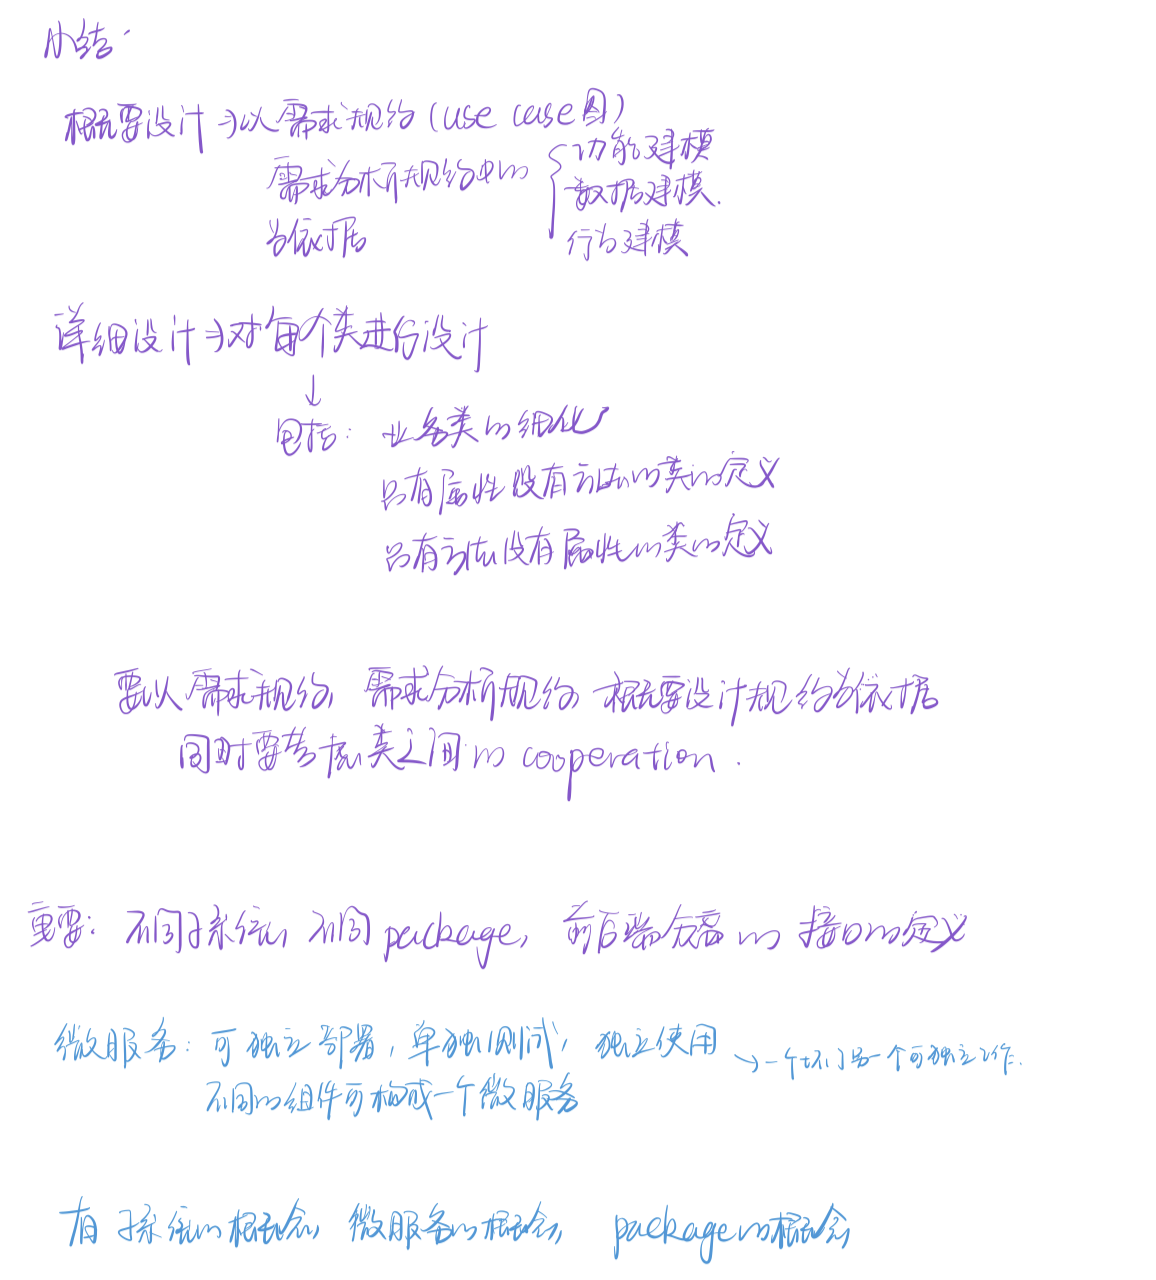 小结:
概要设计 → 以需求规约 (use case图)
需求分析规约中的 { 功能建模
数据建模.
当依据 行为建模
详细设计 → 对每个类进行设计
↓
包括: 业务类的细化
只有属性没有方法的类的定义
只有方法没有属性的类的定义
要以需求规约, 需求分析规约, 概要设计规约当依据
同时要考虑类之间的 cooperation.
重要: 不同子系统, 不同 package, 前后端分离的接口的定义
微服务: 可独立部署, 单独测试, 独立使用 → 一个坏了另一个可独立工作.
不同的组件可构成一个微服务
有子系统的概念, 微服务的概念, package的概念